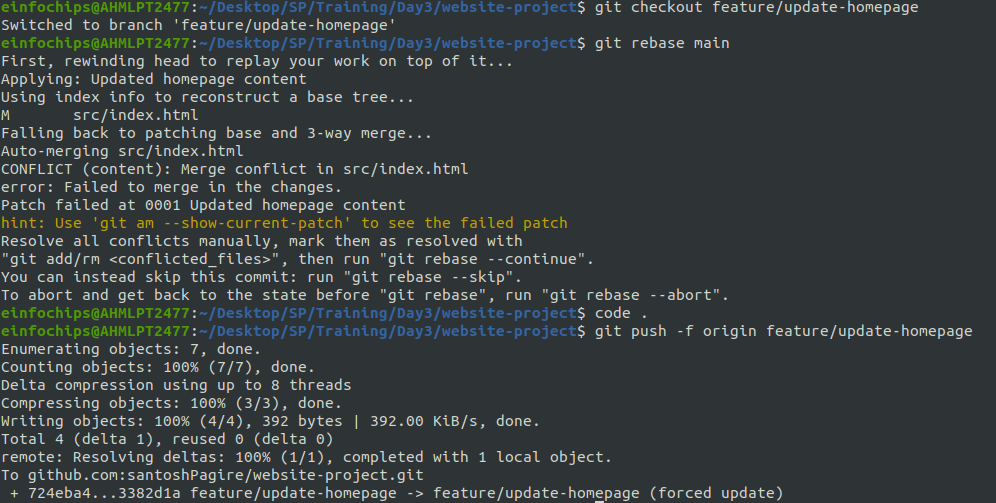 einfochips@AHMLPT2477:~/Desktop/SP/Training/Day3/website-project$ git checkout feature/update-homepage
Switched to branch 'feature/update-homepage'
einfochips@AHMLPT2477:~/Desktop/SP/Training/Day3/website-project$ git rebase main
First, rewinding head to replay your work on top of it...
Applying: Updated homepage content
Using index info to reconstruct a base tree...
M       src/index.html
Falling back to patching base and 3-way merge...
Auto-merging src/index.html
CONFLICT (content): Merge conflict in src/index.html
error: Failed to merge in the changes.
Patch failed at 0001 Updated homepage content
hint: Use 'git am --show-current-patch' to see the failed patch
Resolve all conflicts manually, mark them as resolved with
"git add/rm <conflicted_files>", then run "git rebase --continue".
You can instead skip this commit: run "git rebase --skip".
To abort and get back to the state before "git rebase", run "git rebase --abort".
einfochips@AHMLPT2477:~/Desktop/SP/Training/Day3/website-project$ code .
einfochips@AHMLPT2477:~/Desktop/SP/Training/Day3/website-project$ git push -f origin feature/update-homepage
Enumerating objects: 7, done.
Counting objects: 100% (7/7), done.
Delta compression using up to 8 threads
Compressing objects: 100% (3/3), done.
Writing objects: 100% (4/4), 392 bytes | 392.00 KiB/s, done.
Total 4 (delta 1), reused 0 (delta 0)
remote: Resolving deltas: 100% (1/1), completed with 1 local object.
To github.com:santoshPagire/website-project.git
 + 724eba4...3382d1a feature/update-homepage -> feature/update-homepage (forced update)